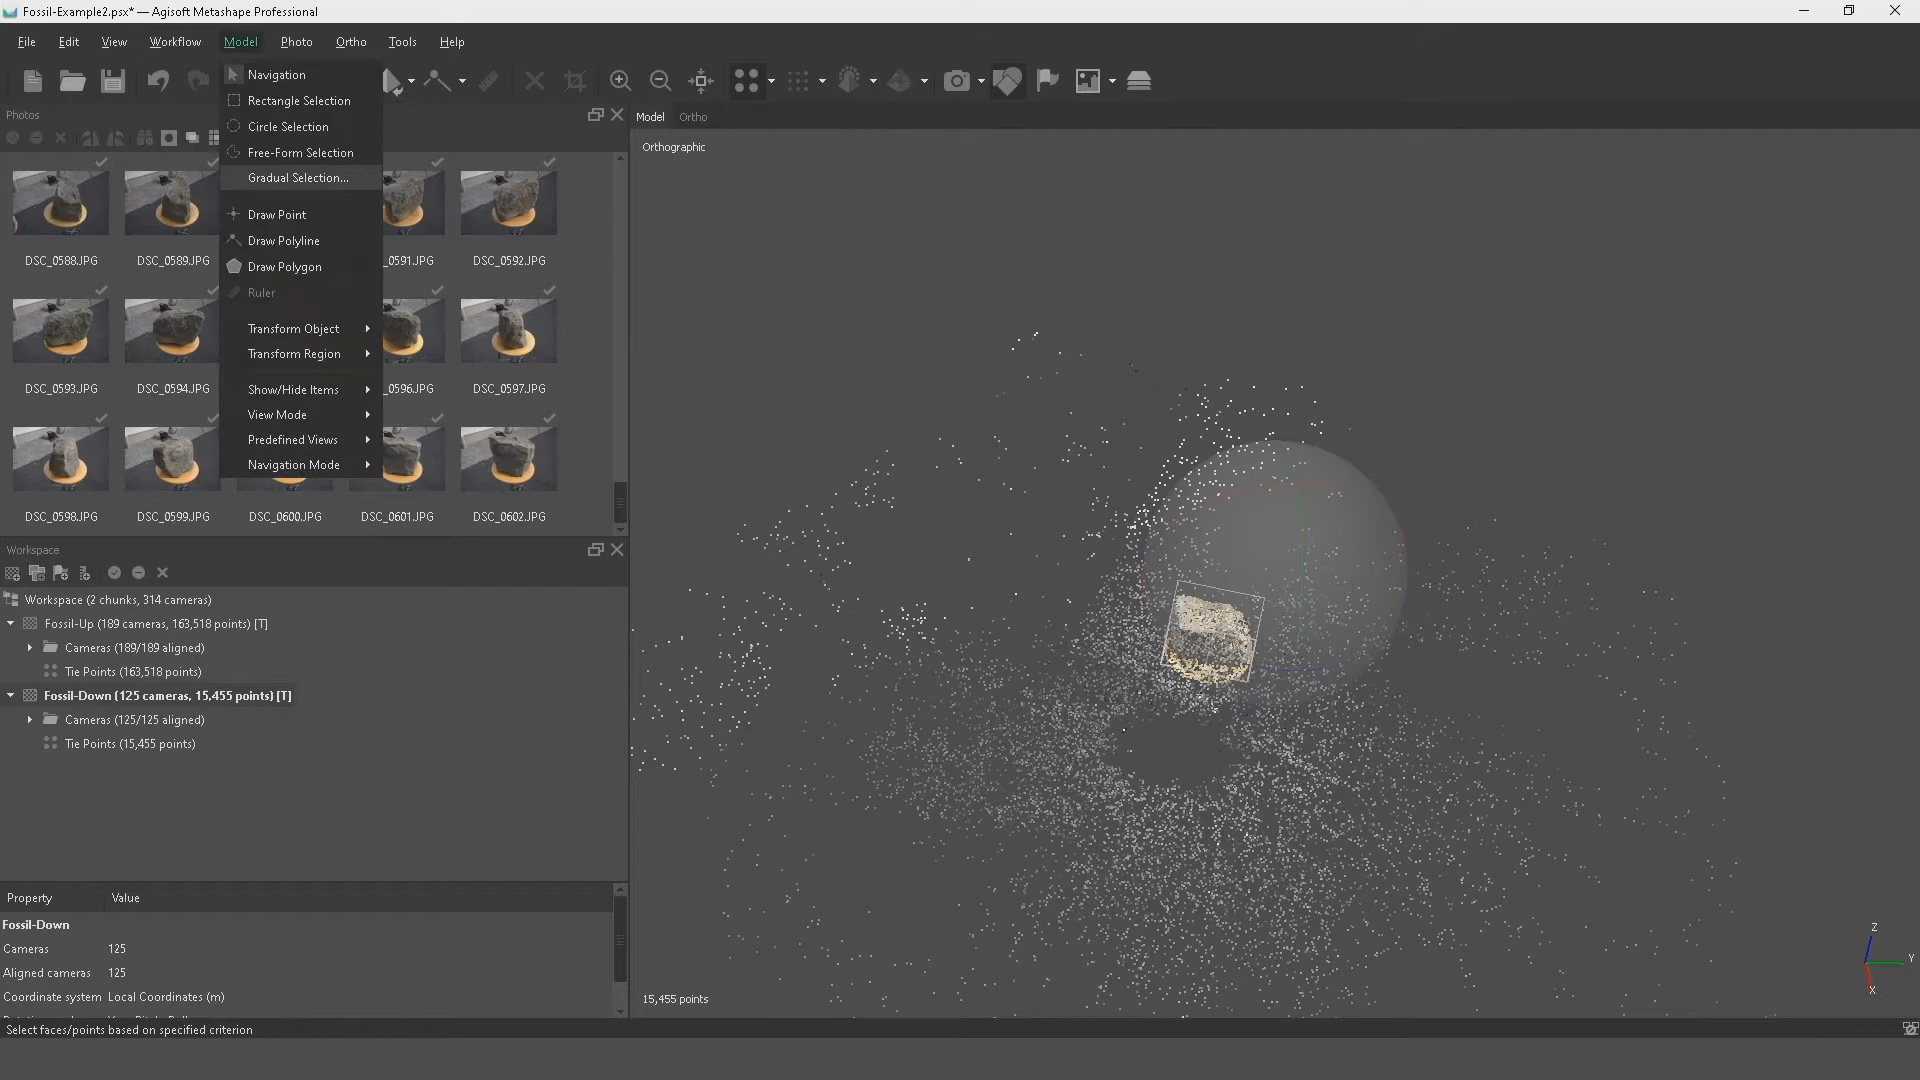 Fossil-Example2.psx* — Agisoft Metashape Professional
File Edit View Workflow Model Photo Ortho Tools Help
Navigation
Rectangle Selection
Circle Selection
Free-Form Selection
Gradual Selection...
Draw Point
Draw Polyline
Draw Polygon
Ruler
Transform Object
Transform Region
Show/Hide Items
View Mode
Predefined Views
Navigation Mode
Photos
DSC_0588.JPG DSC_0589.JPG _0591.JPG DSC_0592.JPG
DSC_0593.JPG DSC_0594.JPG _0596.JPG DSC_0597.JPG
DSC_0598.JPG DSC_0599.JPG DSC_0600.JPG DSC_0601.JPG DSC_0602.JPG
Model Ortho
Orthographic
15,455 points
Z
Y
X
Workspace
Workspace (2 chunks, 314 cameras)
Fossil-Up (189 cameras, 163,518 points) [T]
Cameras (189/189 aligned)
Tie Points (163,518 points)
Fossil-Down (125 cameras, 15,455 points) [T]
Cameras (125/125 aligned)
Tie Points (15,455 points)
Property Value
Fossil-Down
Cameras 125
Aligned cameras 125
Coordinate system Local Coordinates (m)
Select faces/points based on specified criterion